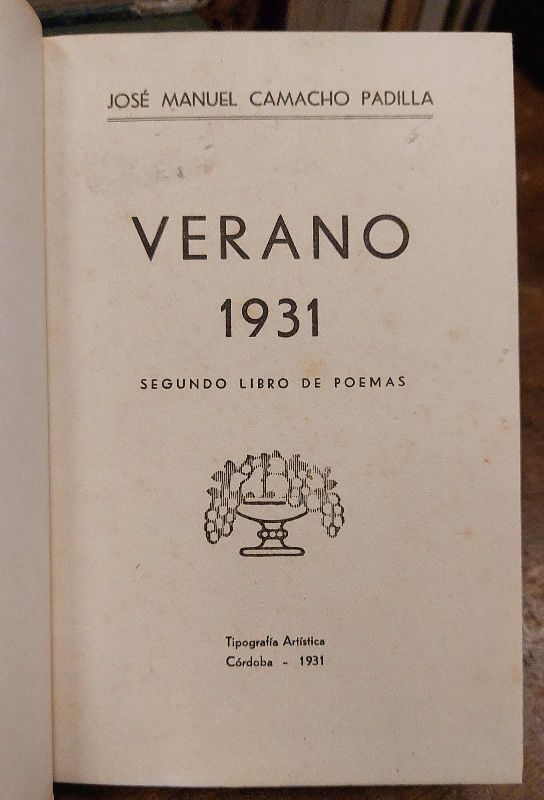 JOSÉ MANUEL CAMACHO PADILLA
VERANO
1931
SEGUNDO LIBRO DE POEMAS
Tipografía Artística
Córdoba - 1931